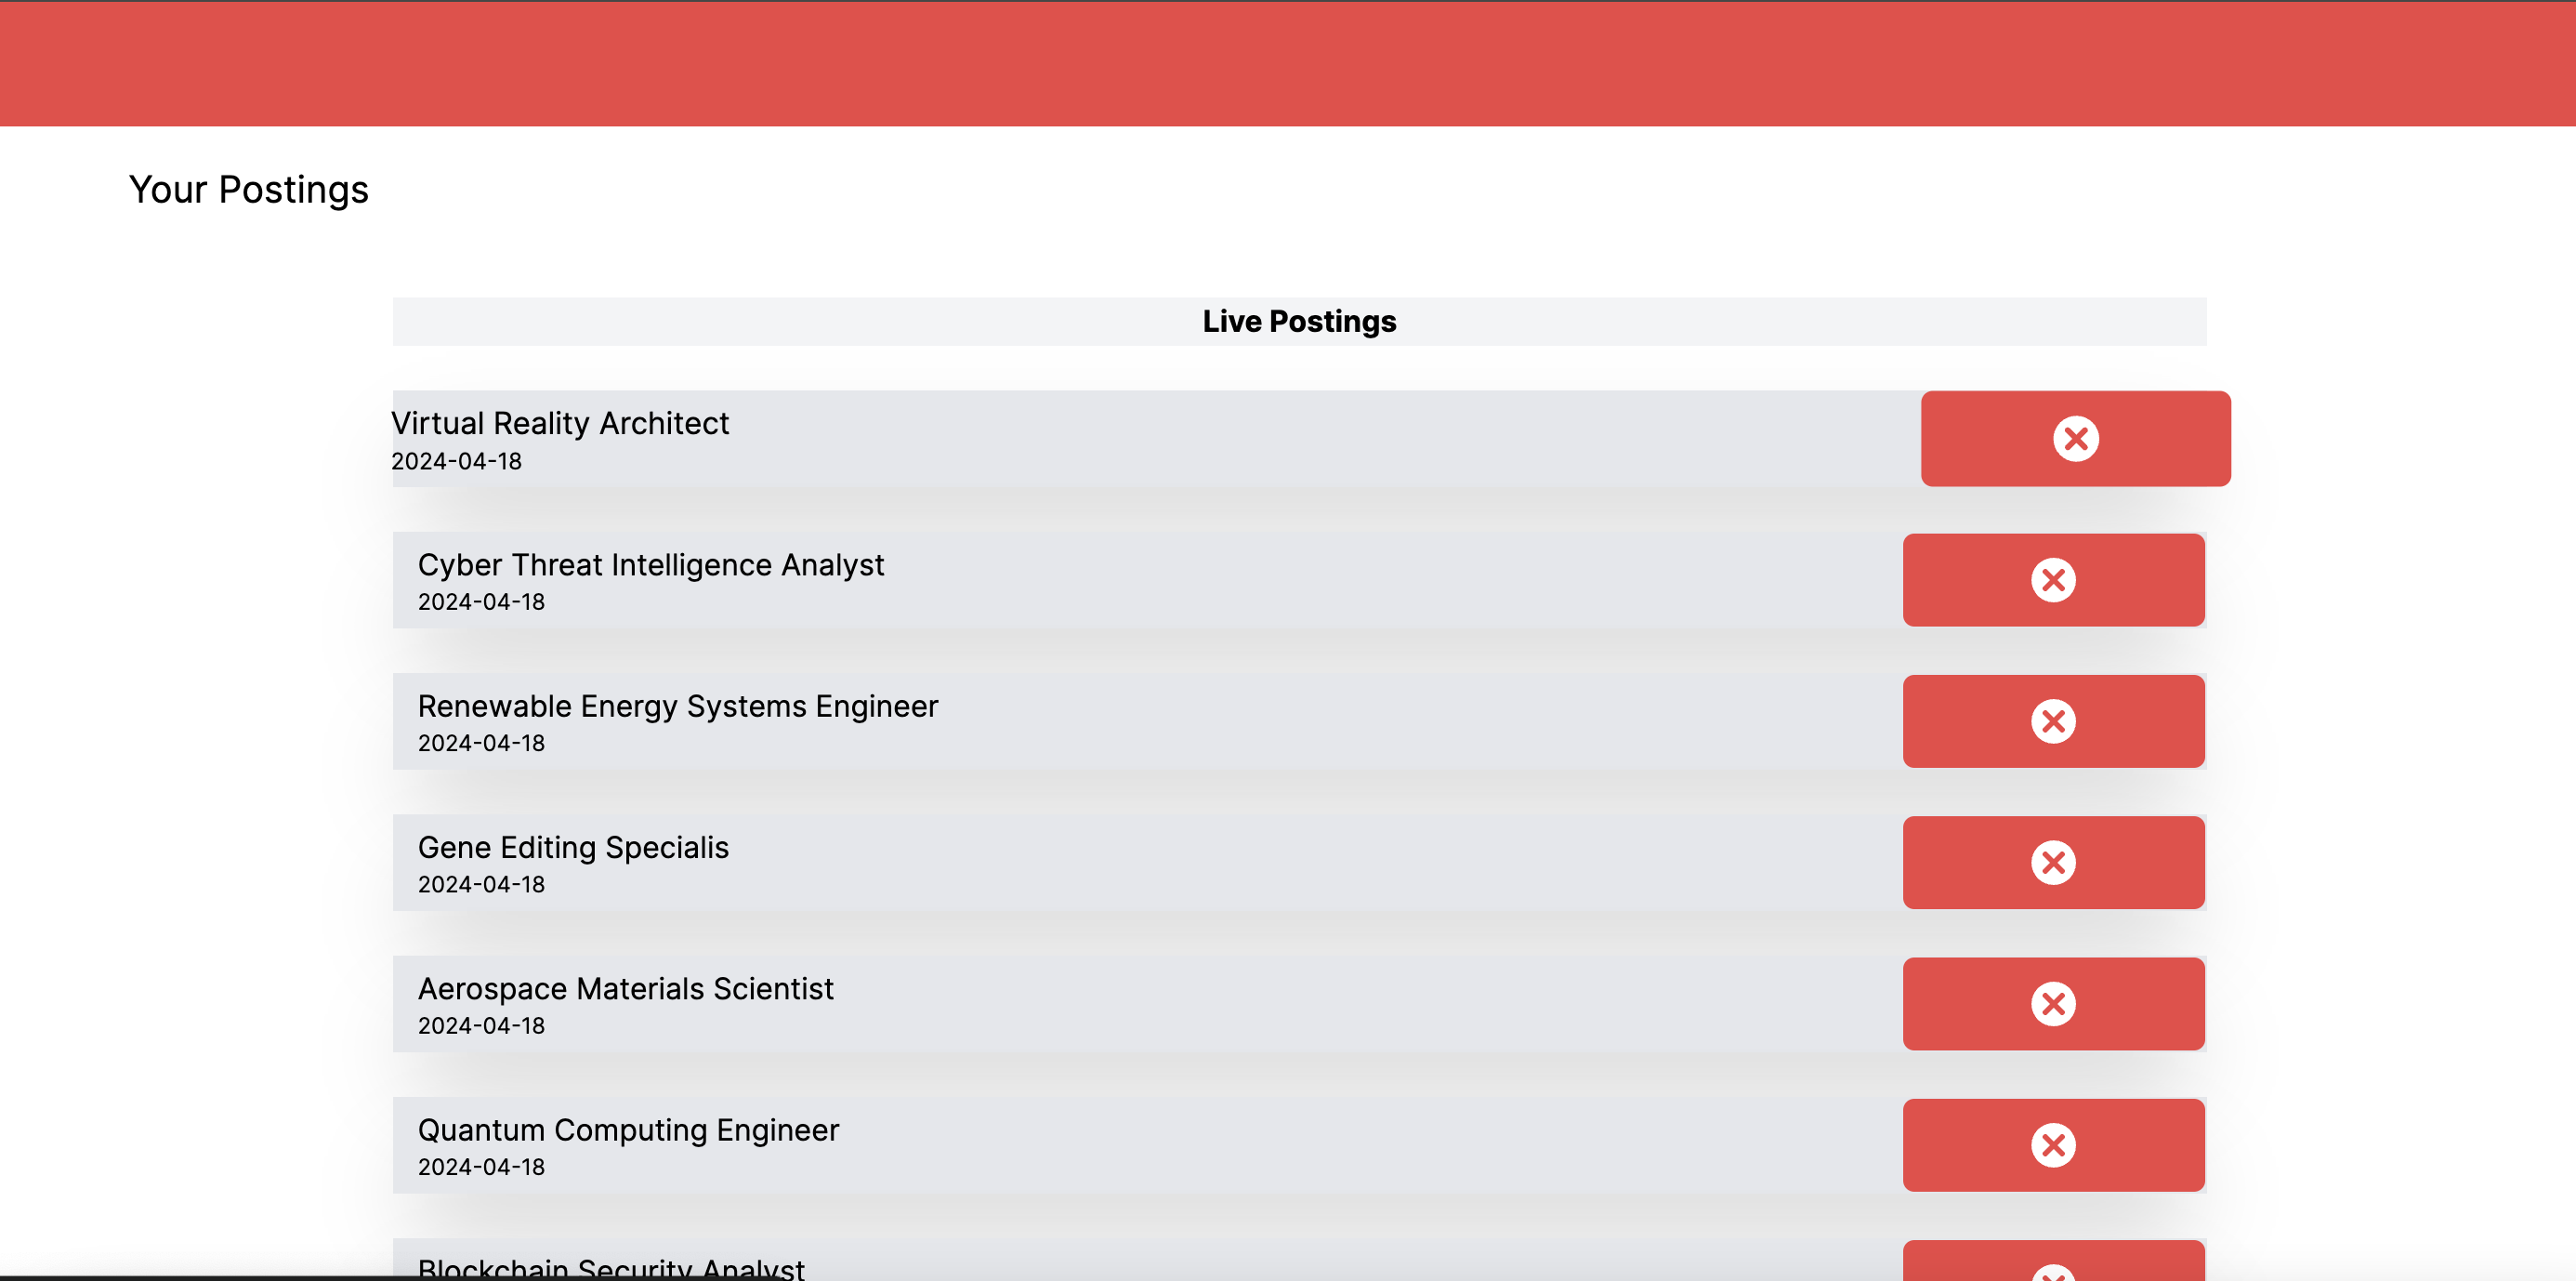 Your Postings
Live Postings
Virtual Reality Architect
2024-04-18
Cyber Threat Intelligence Analyst
2024-04-18
Renewable Energy Systems Engineer
2024-04-18
Gene Editing Specialis
2024-04-18
Aerospace Materials Scientist
2024-04-18
Quantum Computing Engineer
2024-04-18
Blockchain Security Analyst